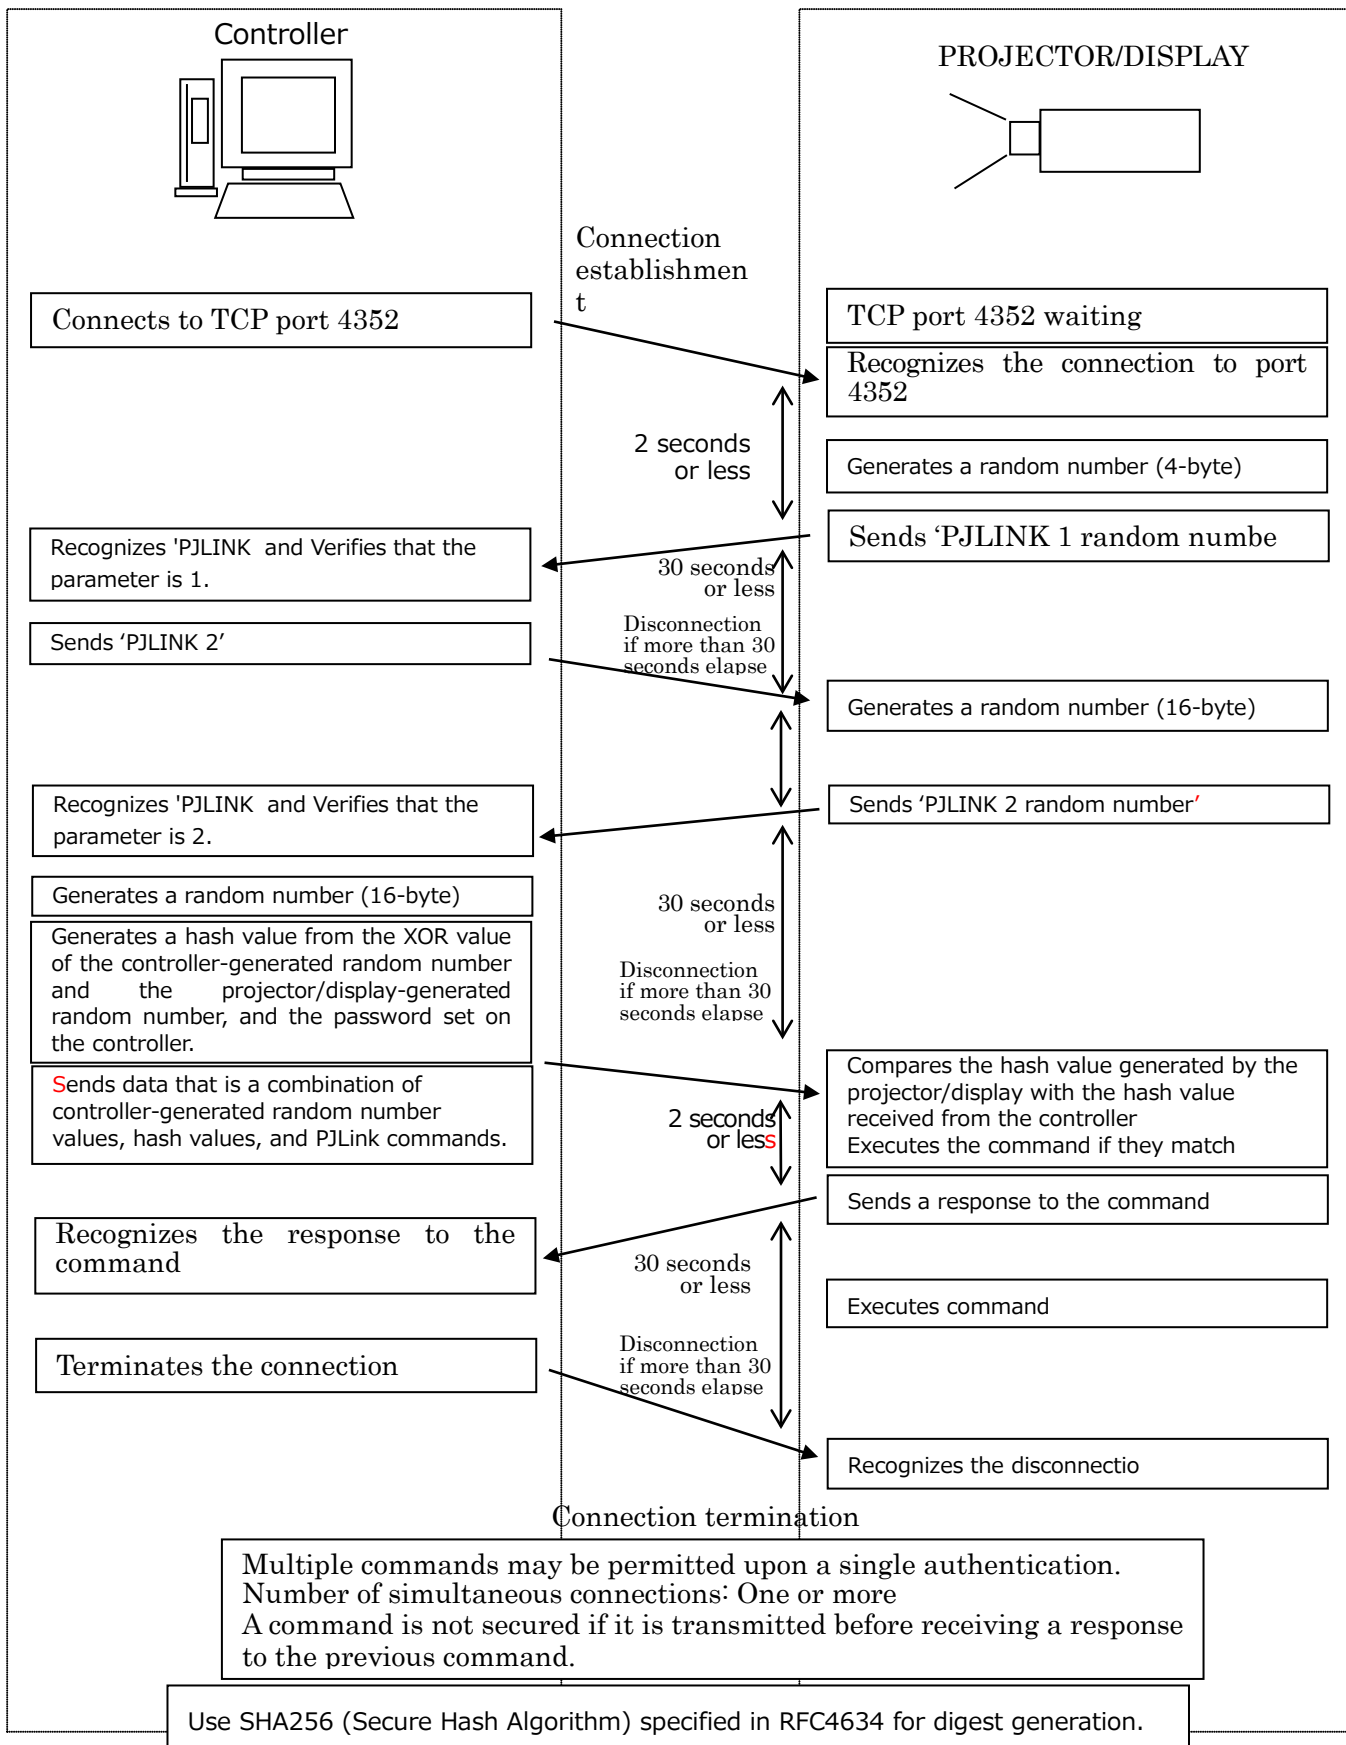 Controller
PROJECTOR/DISPLAY
Connection
establishmen
t
Connects to TCP port 4352
TCP port 4352 waiting
Recognizes the connection to port
4352
2 seconds
or less
Generates a random number (4-byte)
Sends ‘PJLINK 1 random numbe
Recognizes 'PJLINK and Verifies that the
parameter is 1.
30 seconds
or less
Disconnection
if more than 30
seconds elapse
Sends ‘PJLINK 2’
Generates a random number (16-byte)
Sends ‘PJLINK 2 random number’
Recognizes 'PJLINK and Verifies that the
parameter is 2.
Generates a random number (16-byte)
Generates a hash value from the XOR value
of the controller-generated random number
and the projector/display-generated
random number, and the password set on
the controller.
30 seconds
or less
Disconnection
if more than 30
seconds elapse
Sends data that is a combination of
controller-generated random number
values, hash values, and PJLink commands.
Compares the hash value generated by the
projector/display with the hash value
received from the controller
Executes the command if they match
2 seconds
or less
Sends a response to the command
Recognizes the response to the
command
30 seconds
or less
Executes command
Disconnection
if more than 30
seconds elapse
Terminates the connection
Recognizes the disconnectio
Connection termination
Multiple commands may be permitted upon a single authentication.
Number of simultaneous connections: One or more
A command is not secured if it is transmitted before receiving a response
to the previous command.
Use SHA256 (Secure Hash Algorithm) specified in RFC4634 for digest generation.